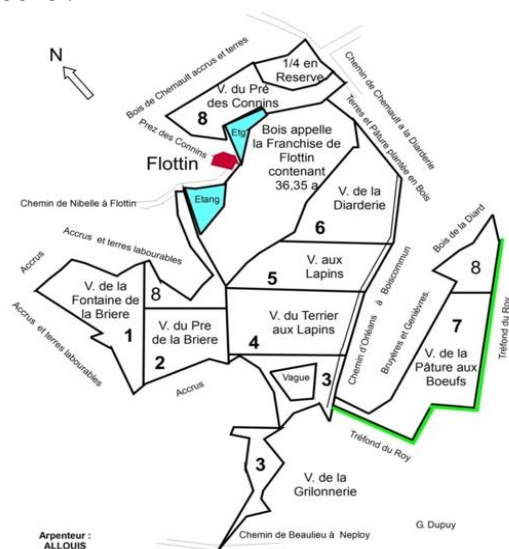 N
Bois de Chemault accrus et terres
1/4 en
Reserve
V. du Pré
des Connins
8
Chemin de Chemault a la Diarderie
Terres et Pâture plantée en Bois
Prez des Connins
Etg
Bois appelle
la Franchise de
Flottin
contenant
36,35 a
Flottin
Chemin de Nibelle à Flottin
Etang
V. de la
Diarderie
6
Accrus et terres labourables
Accrus
Accrus et terres labourables
V. de la
Fontaine de
la Briere
1
8
V. du Pre
de la Briere
2
Accrus
V. aux
Lapins
5
V. du Terrier
aux Lapins
4
Vague
3
Chemin d'Orléans à Boiscommun
Bruyères et Genièvres.
Bois de la Diard
8
7
V. de la
Pâture aux
Boeufs
Tréfond du Roy
Tréfond du Roy
3
V. de la
Grilonnerie
Chemin de Beaulieu à Neploy
G. Dupuy
Arpenteur :
ALLOUIS